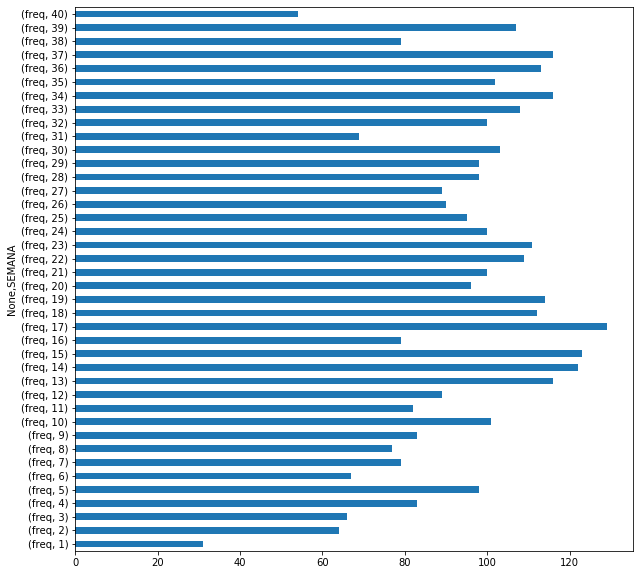 (freq, 40)
(freq, 39)
(freq, 38)
(freq, 37)
(freq, 36)
(freq, 35)
(freq, 34)
(freq, 33)
(freq, 32)
(freq, 31)
(freq, 30)
(freq, 29)
(freq, 28)
(freq, 27)
(freq, 26)
(freq, 25)
(freq, 24)
(freq, 23)
(freq, 22)
(freq, 21)
(freq, 20)
(freq, 19)
(freq, 18)
(freq, 17)
(freq, 16)
(freq, 15)
(freq, 14)
(freq, 13)
(freq, 12)
(freq, 11)
(freq, 10)
(freq, 9)
(freq, 8)
(freq, 7)
(freq, 6)
(freq, 5)
(freq, 4)
(freq, 3)
(freq, 2)
(freq, 1)
None,SEMANA
0 20 40 60 80 100 120